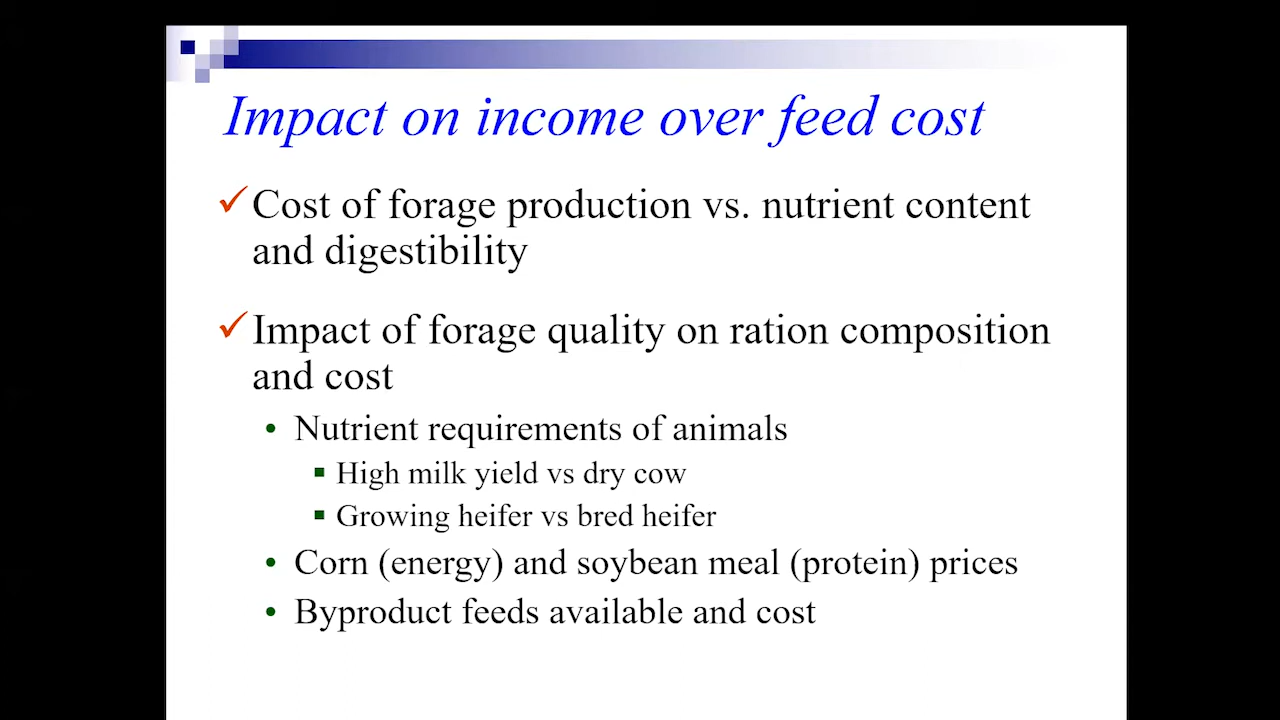 Impact on income over feed cost
Cost of forage production vs. nutrient content
and digestibility
Impact of forage quality on ration composition
and cost
Nutrient requirements of animals
High milk yield vs dry cow
Growing heifer vs bred heifer
Corn (energy) and soybean meal (protein) prices
Byproduct feeds available and cost